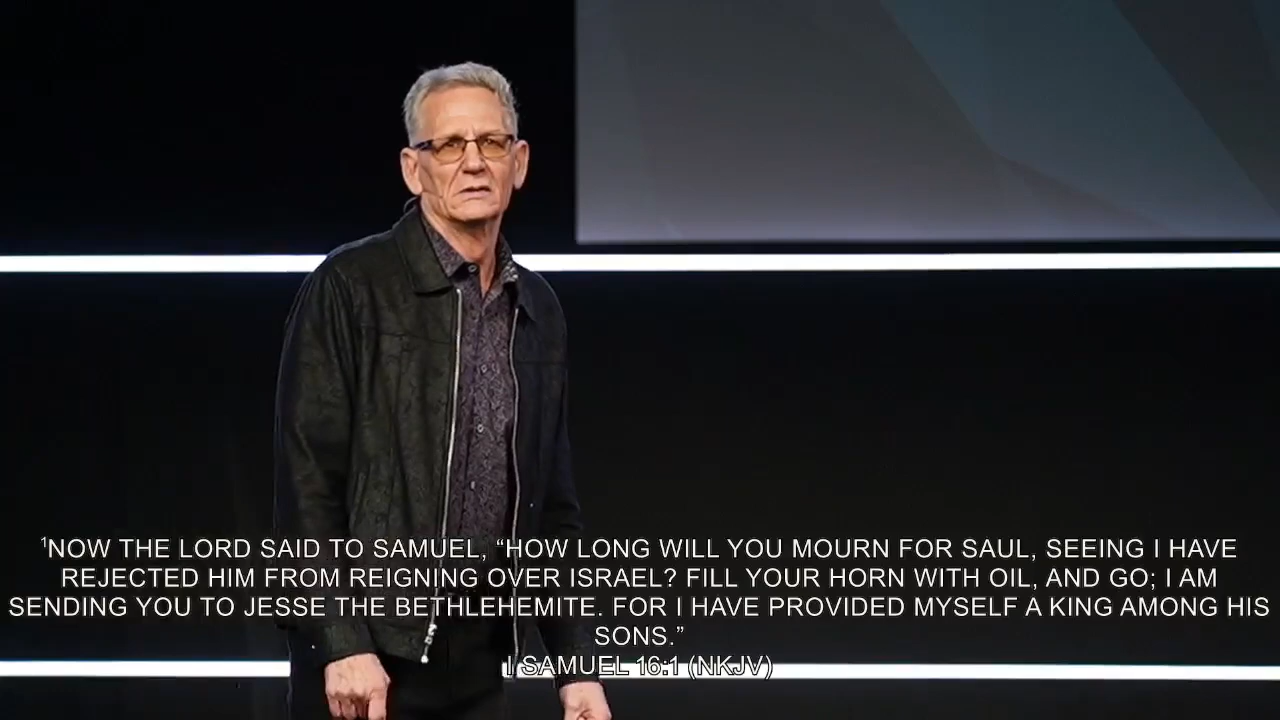 ¹NOW THE LORD SAID TO SAMUEL, “HOW LONG WILL YOU MOURN FOR SAUL, SEEING I HAVE
REJECTED HIM FROM REIGNING OVER ISRAEL? FILL YOUR HORN WITH OIL, AND GO; I AM
SENDING YOU TO JESSE THE BETHLEHEMITE. FOR I HAVE PROVIDED MYSELF A KING AMONG HIS
SONS.”
I SAMUEL 16:1 (NKJV)